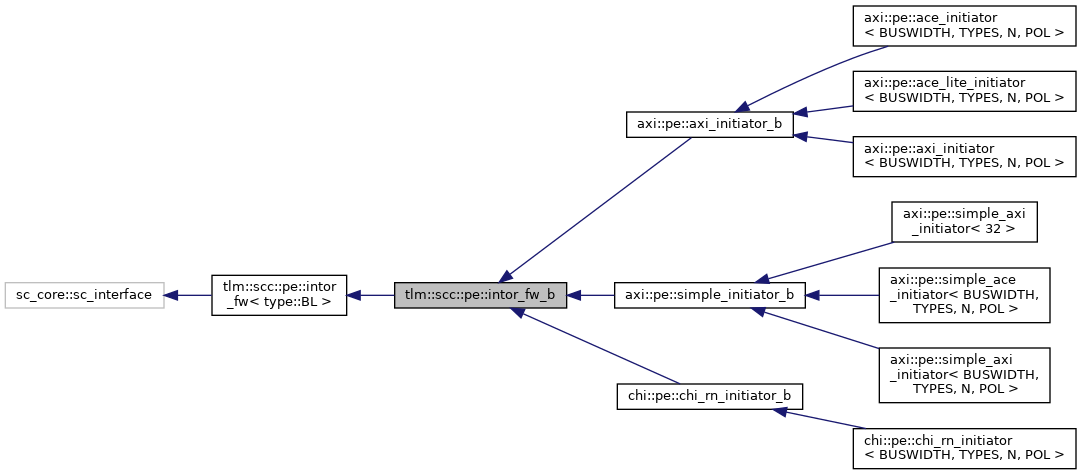 sc_core::sc_interface
tlm::scc::pe::intor
_fw< type::BL >
tlm::scc::pe::intor_fw_b
axi::pe::axi_initiator_b
axi::pe::ace_initiator
< BUSWIDTH, TYPES, N, POL >
axi::pe::ace_lite_initiator
< BUSWIDTH, TYPES, N, POL >
axi::pe::axi_initiator
< BUSWIDTH, TYPES, N, POL >
axi::pe::simple_initiator_b
axi::pe::simple_axi
_initiator< 32 >
axi::pe::simple_ace
_initiator< BUSWIDTH,
TYPES, N, POL >
axi::pe::simple_axi
_initiator< BUSWIDTH,
TYPES, N, POL >
chi::pe::chi_rn_initiator_b
chi::pe::chi_rn_initiator
< BUSWIDTH, TYPES, N, POL >